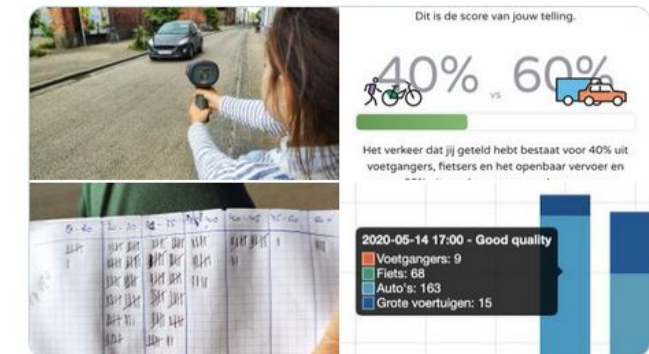 Dit is de score van jouw telling.
40% vs 60%
Het verkeer dat jij geteld hebt bestaat voor 40% uit
voetgangers, fietsers en het openbaar vervoer en
40-45
2020-05-14 17:00 - Good quality
Voetgangers: 9
Fiets: 68
Auto's: 163
Grote voertuigen: 15